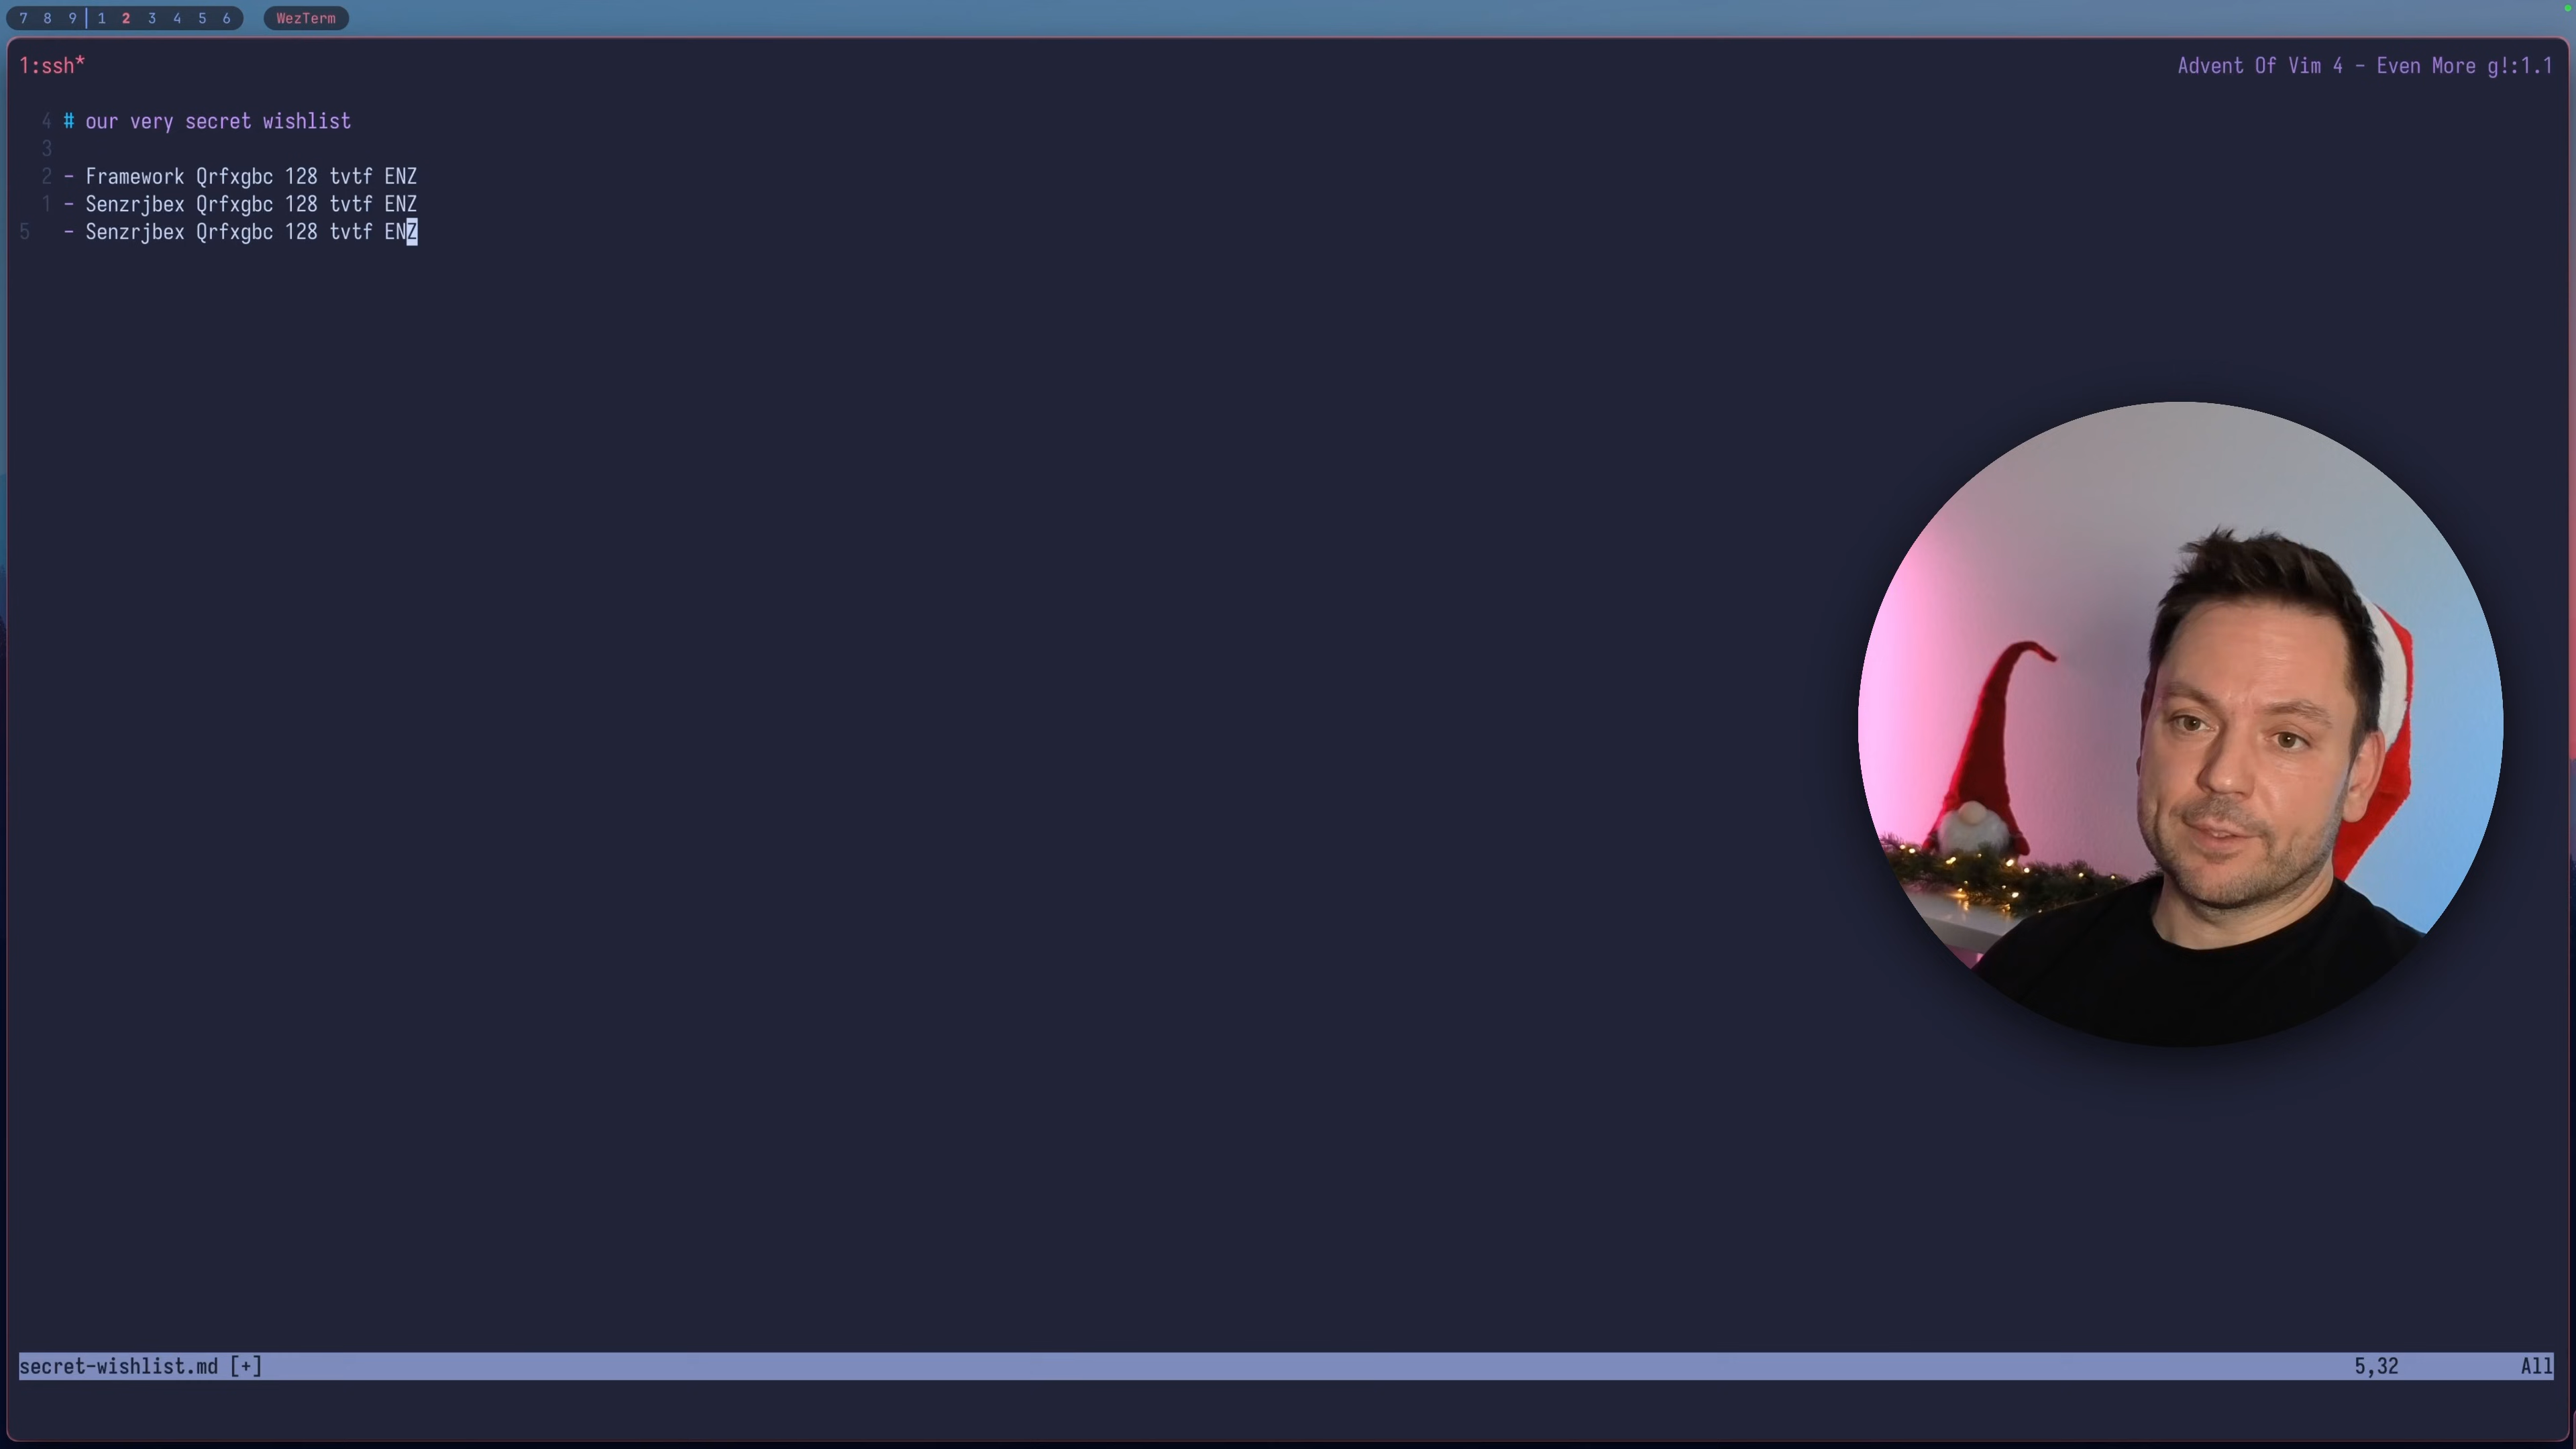 7 8 9 | 1 2 3 4 5 6 WezTerm
1:ssh* Advent Of Vim 4 - Even More g!:1.1
4 # our very secret wishlist
3
2 - Framework Qrfxgbc 128 tvtf ENZ
1 - Senzrjbex Qrfxgbc 128 tvtf ENZ
5 - Senzrjbex Qrfxgbc 128 tvtf ENZ
secret-wishlist.md [+] 5,32 All